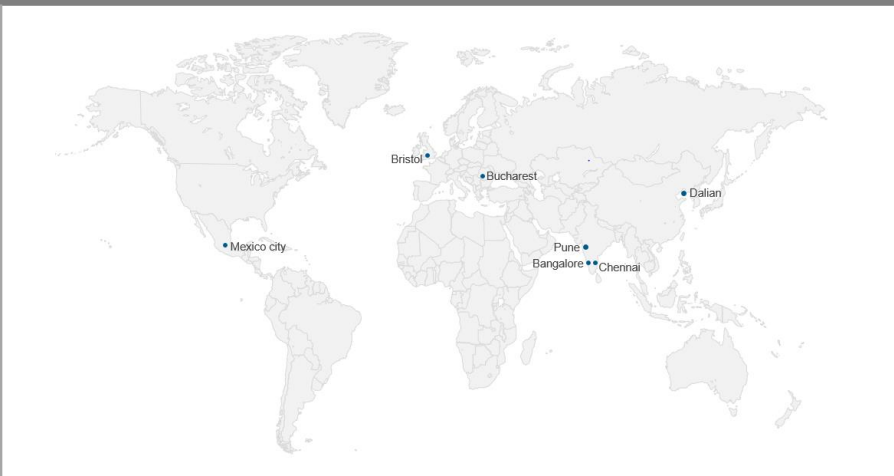 Bristol
Bucharest
Dalian
Mexico city
Pune
Bangalore
Chennai